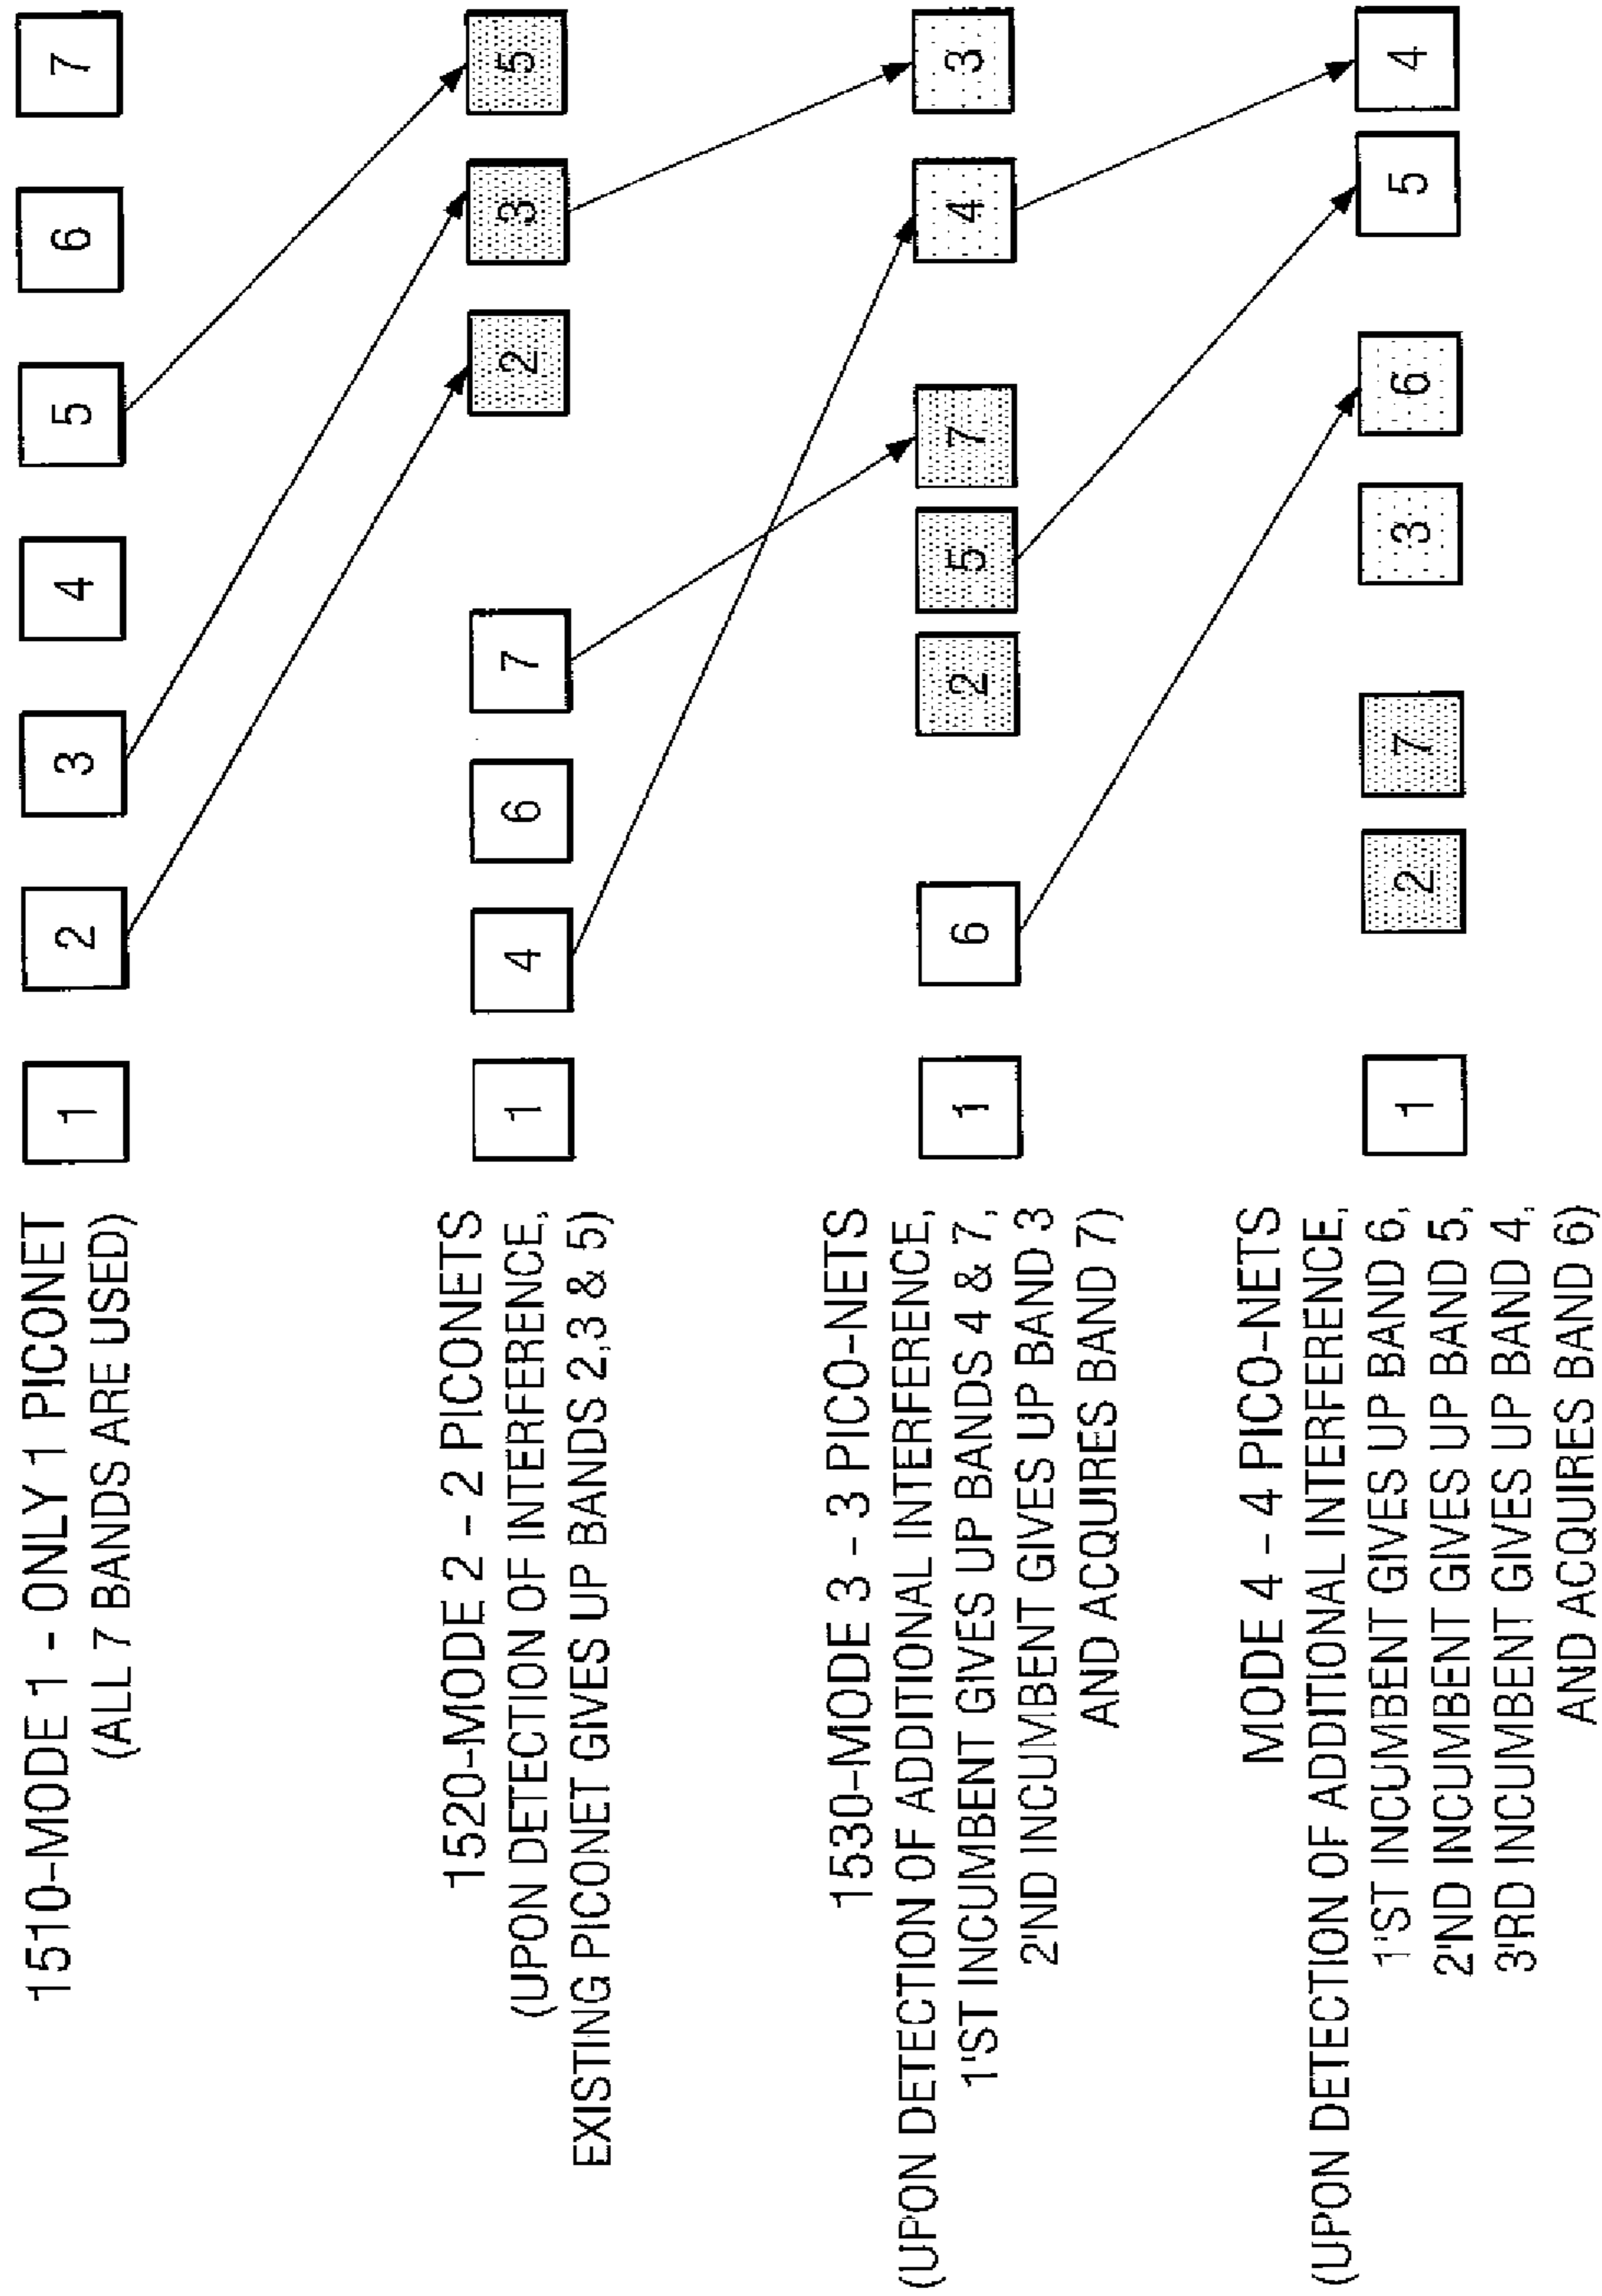 1510-MODE 1 - ONLY 1 PICONET
(ALL 7 BANDS ARE USED)
1 2 3 4 5 6 7
1520-MODE 2 - 2 PICONETS
(UPON DETECTION OF INTERFERENCE,
EXISTING PICONET GIVES UP BANDS 2,3 & 5)
1 4 6 7 2 3 5
1530-MODE 3 - 3 PICO-NETS
(UPON DETECTION OF ADDITIONAL INTERFERENCE,
1'ST INCUMBENT GIVES UP BANDS 4 & 7,
2'ND INCUMBENT GIVES UP BAND 3
AND ACQUIRES BAND 7)
1 6 2 5 7 4 3
MODE 4 - 4 PICO-NETS
(UPON DETECTION OF ADDITIONAL INTERFERENCE,
1'ST INCUMBENT GIVES UP BAND 6,
2'ND INCUMBENT GIVES UP BAND 5,
3'RD INCUMBENT GIVES UP BAND 4,
AND ACQUIRES BAND 6)
1 2 7 3 6 5 4